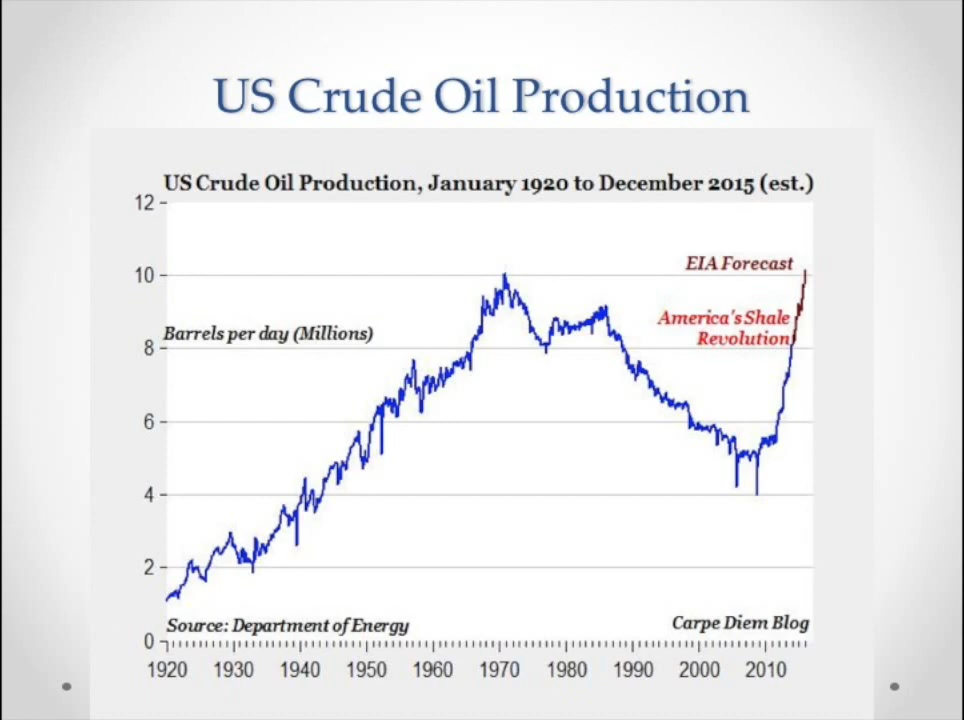 US Crude Oil Production
US Crude Oil Production, January 1920 to December 2015 (est.)
12
EIA Forecast
10
America's Shale
Revolution
Barrels per day (Millions)
8
6
4
2
Source: Department of Energy
Carpe Diem Blog
0
1920 1930 1940 1950 1960 1970 1980 1990 2000 2010